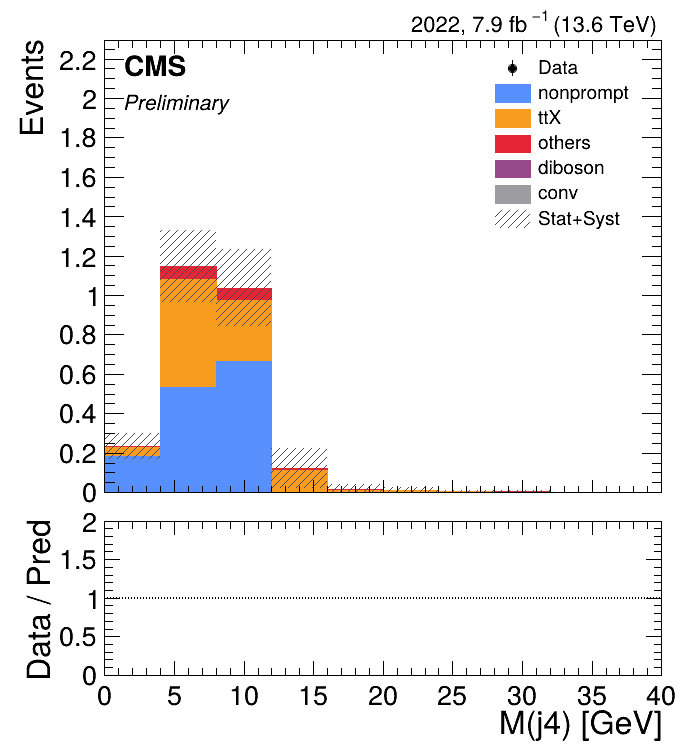 2022, 7.9 fb⁻¹ (13.6 TeV)
Events
CMS
Preliminary
Data
nonprompt
ttX
others
diboson
conv
Stat+Syst
2.2
2
1.8
1.6
1.4
1.2
1
0.8
0.6
0.4
0.2
0
Data / Pred
2
1.5
1
0.5
0
0 5 10 15 20 25 30 35 40
M(j4) [GeV]